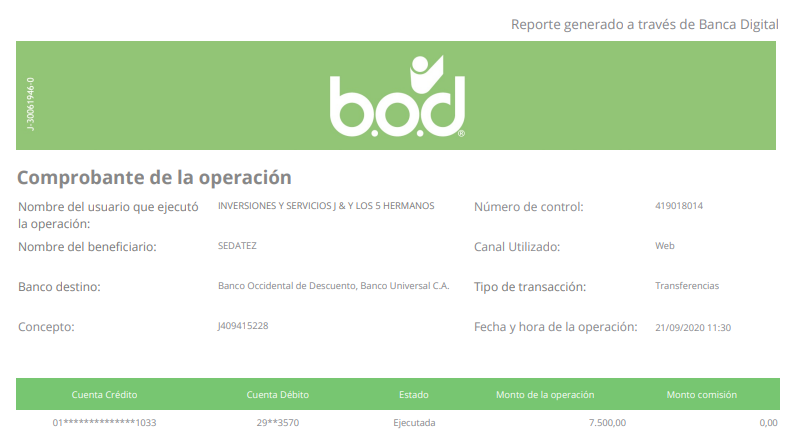 Reporte generado a través de Banca Digital
J-30061946-0
b.o.d®
Comprobante de la operación
Nombre del usuario que ejecutó la operación: INVERSIONES Y SERVICIOS J & Y LOS 5 HERMANOS Número de control: 419018014
Nombre del beneficiario: SEDATEZ Canal Utilizado: Web
Banco destino: Banco Occidental de Descuento, Banco Universal C.A. Tipo de transacción: Transferencias
Concepto: J409415228 Fecha y hora de la operación: 21/09/2020 11:30
Cuenta Crédito Cuenta Débito Estado Monto de la operación Monto comisión
01**************1033 29**3570 Ejecutada 7.500,00 0,00